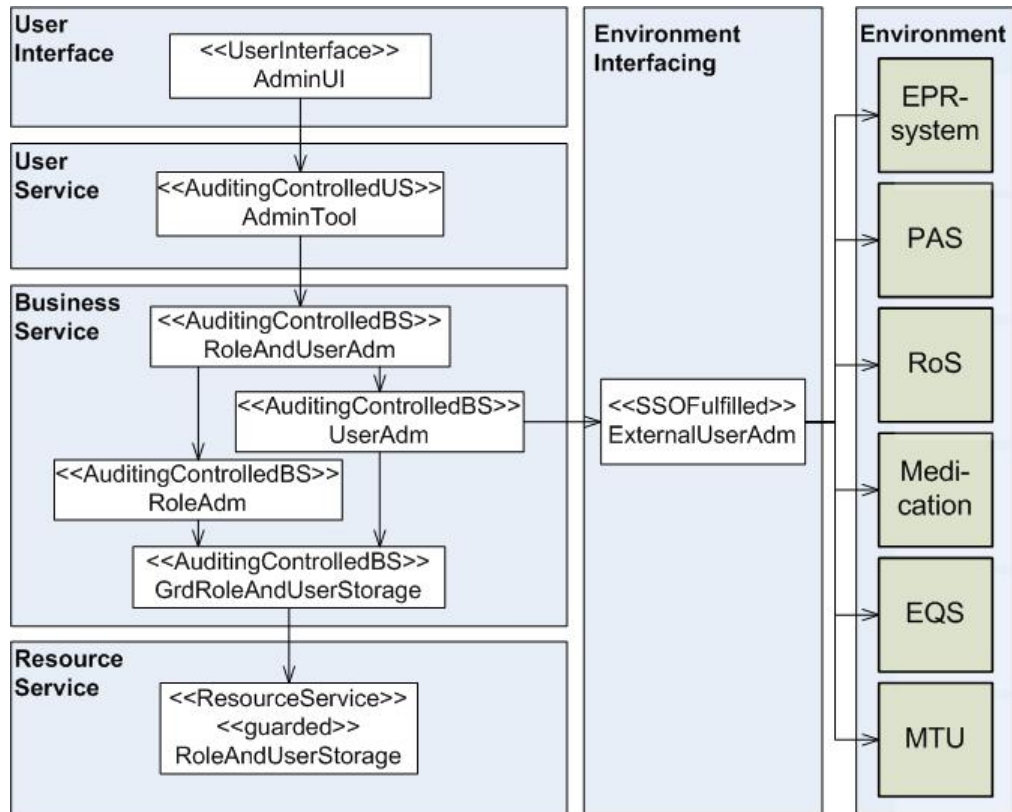 User
Interface
<<UserInterface>>
AdminUI
User
Service
<<AuditingControlledUS>>
AdminTool
Business
Service
<<AuditingControlledBS>>
RoleAndUserAdm
<<AuditingControlledBS>>
UserAdm
<<AuditingControlledBS>>
RoleAdm
<<AuditingControlledBS>>
GrdRoleAndUserStorage
Resource
Service
<<ResourceService>>
<<guarded>>
RoleAndUserStorage
Environment
Interfacing
<<SSOFulfilled>>
ExternalUserAdm
Environment
EPR-
system
PAS
RoS
Medi-
cation
EQS
MTU